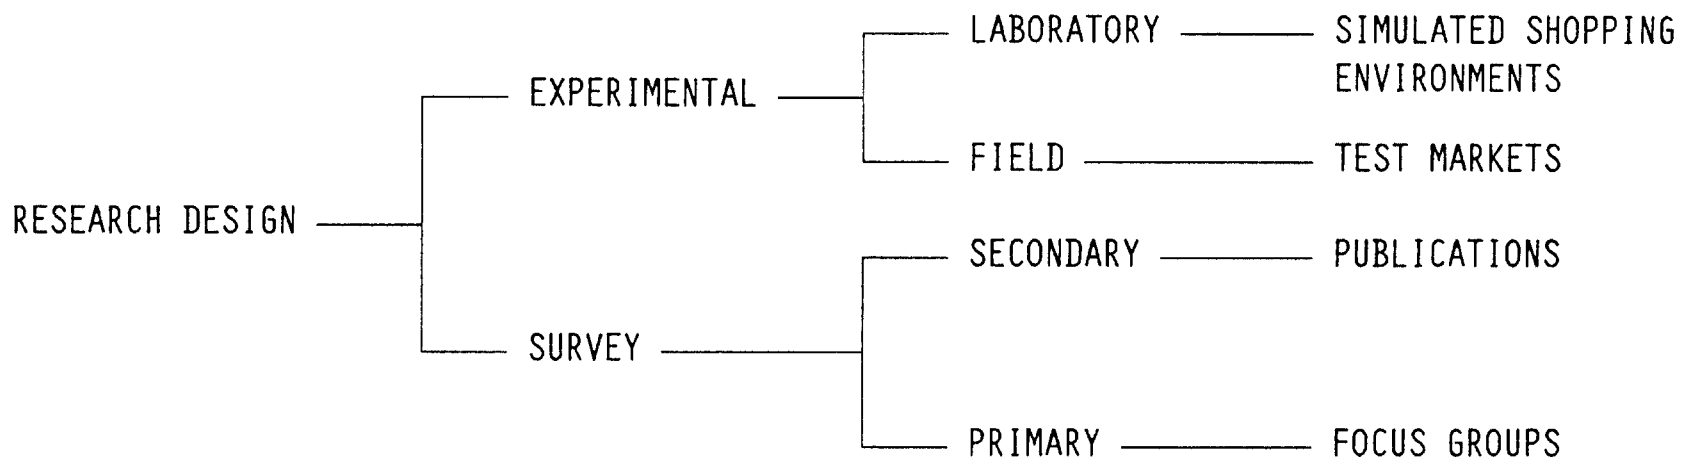 LABORATORY
SIMULATED SHOPPING
ENVIRONMENTS
EXPERIMENTAL
FIELD
TEST MARKETS
RESEARCH DESIGN
SECONDARY
PUBLICATIONS
SURVEY
PRIMARY
FOCUS GROUPS